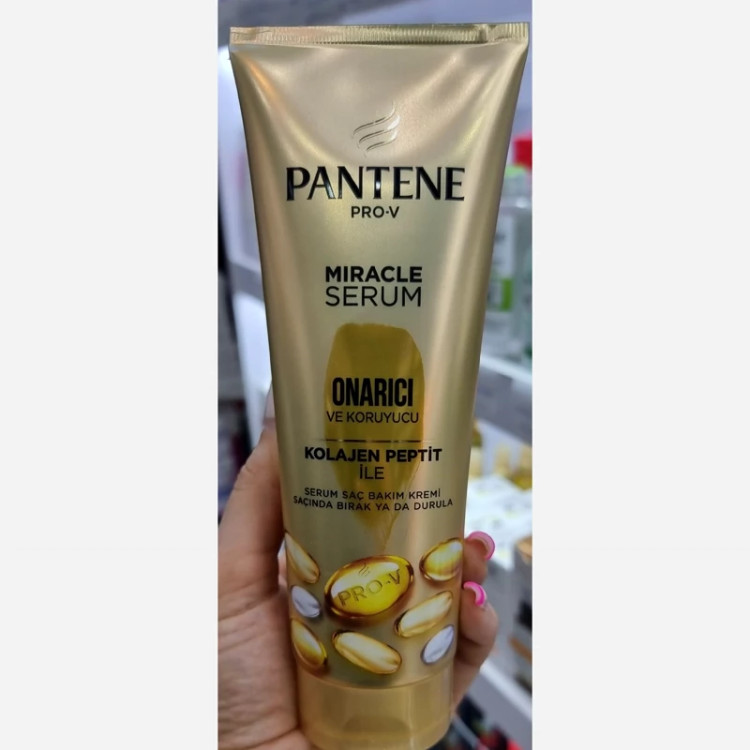 PANTENE
PRO-V
MIRACLE
SERUM
ONARICI
VE KORUYUCU
KOLAJEN PEPTİT
İLE
SERUM SAÇ BAKIM KREMİ
SAÇINDA BIRAK YA DA DURULA
PRO-V